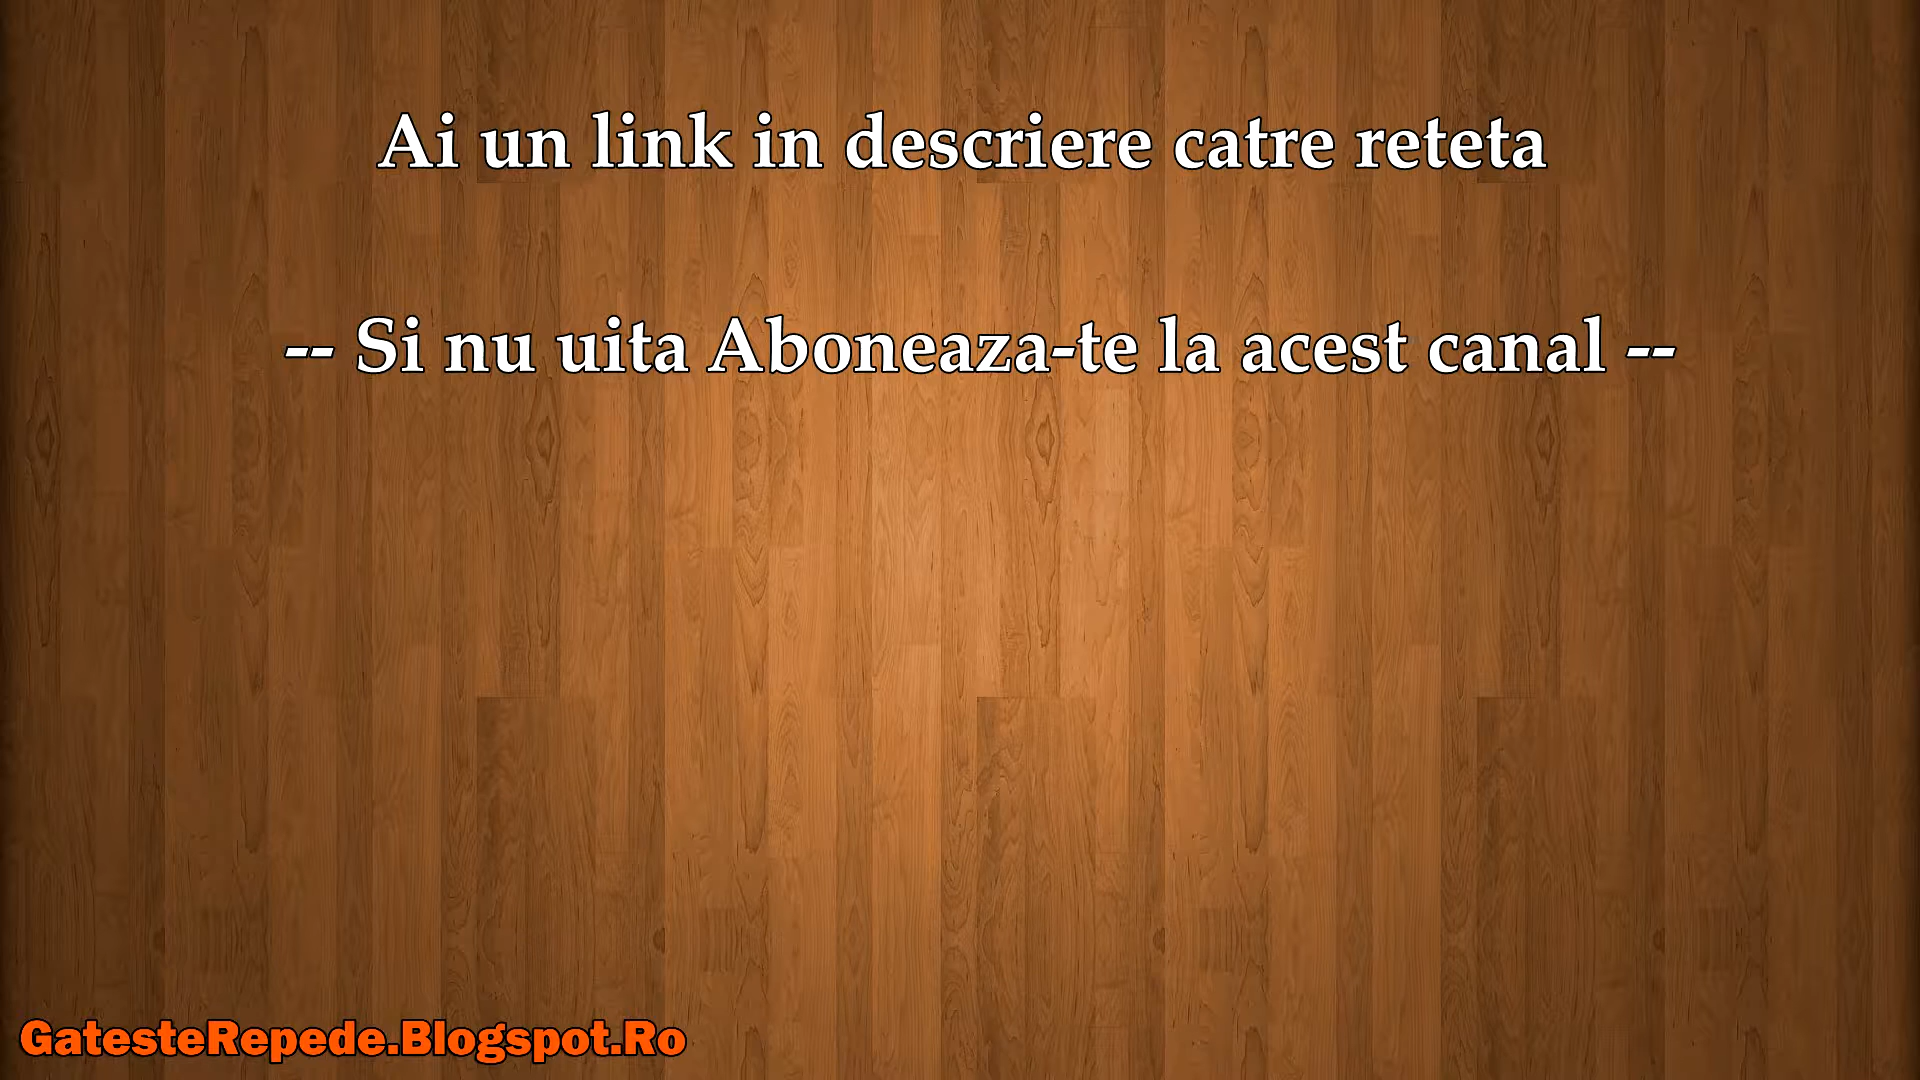 Ai un link in descriere catre reteta
-- Si nu uita Aboneaza-te la acest canal --
GatesteRepede.Blogspot.Ro